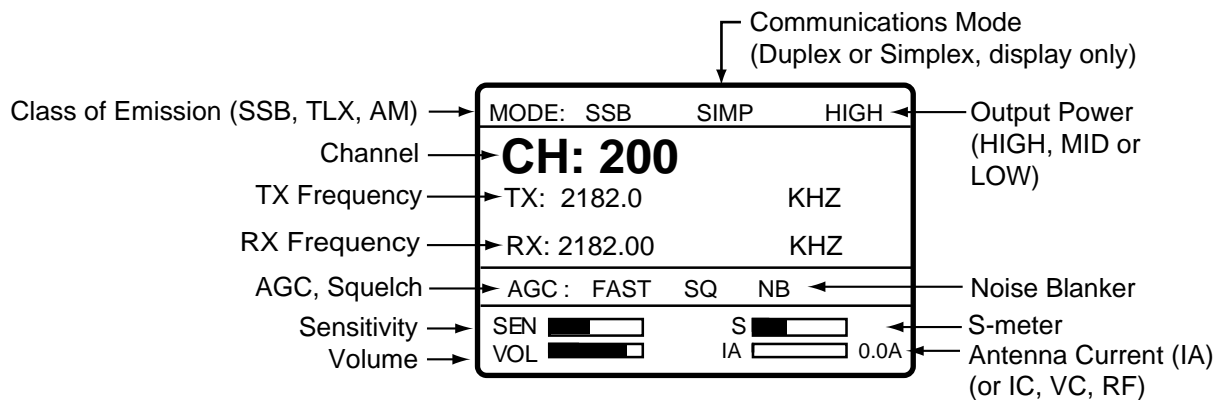 Communications Mode
(Duplex or Simplex, display only)
Class of Emission (SSB, TLX, AM)
MODE: SSB SIMP HIGH
Output Power
(HIGH, MID or
LOW)
Channel
CH: 200
TX Frequency
TX: 2182.0 KHZ
RX Frequency
RX: 2182.00 KHZ
AGC, Squelch
AGC : FAST SQ NB
Noise Blanker
Sensitivity
SEN S
S-meter
Volume
VOL IA 0.0A
Antenna Current (IA)
(or IC, VC, RF)